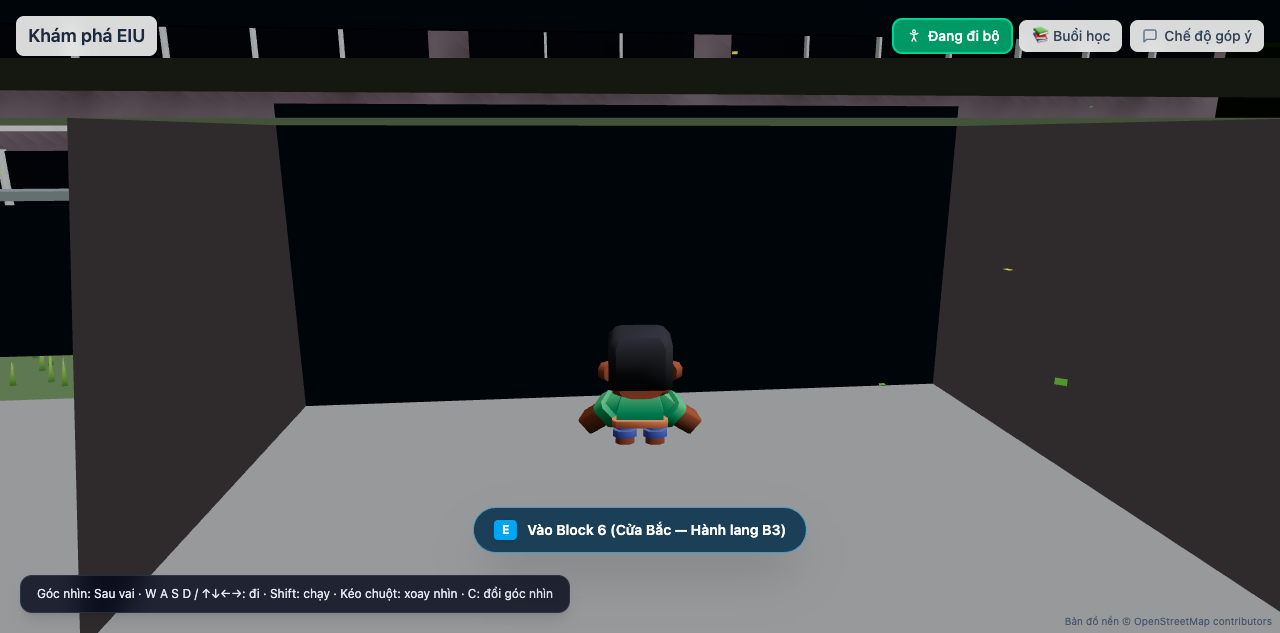 Khám phá EIU
Đang đi bộ
Buổi học
Chế độ góp ý
E Vào Block 6 (Cửa Bắc — Hành lang B3)
Góc nhìn: Sau vai · W A S D / ↑↓←→: đi · Shift: chạy · Kéo chuột: xoay nhìn · C: đổi góc nhìn
Bản đồ nền © OpenStreetMap contributors